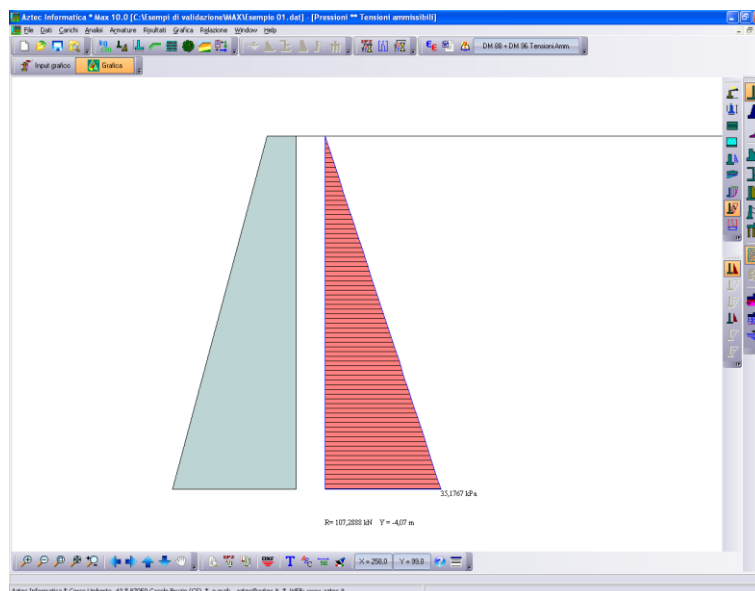 Aztec Informatica * Max 10.0 [C:\Esempi di validazione\MAX\Esempio 01.dat] - [Pressioni ** Tensioni ammissibili]
File Dati Carichi Analisi Armature Risultati Grafica Relazione Window Help
DM 88 + DM 96 Tensioni Amm.
Input grafico Grafica
35,1767 kPa
R= 107,2888 kN Y = -4,07 m
X = 258.0 Y = 99.0